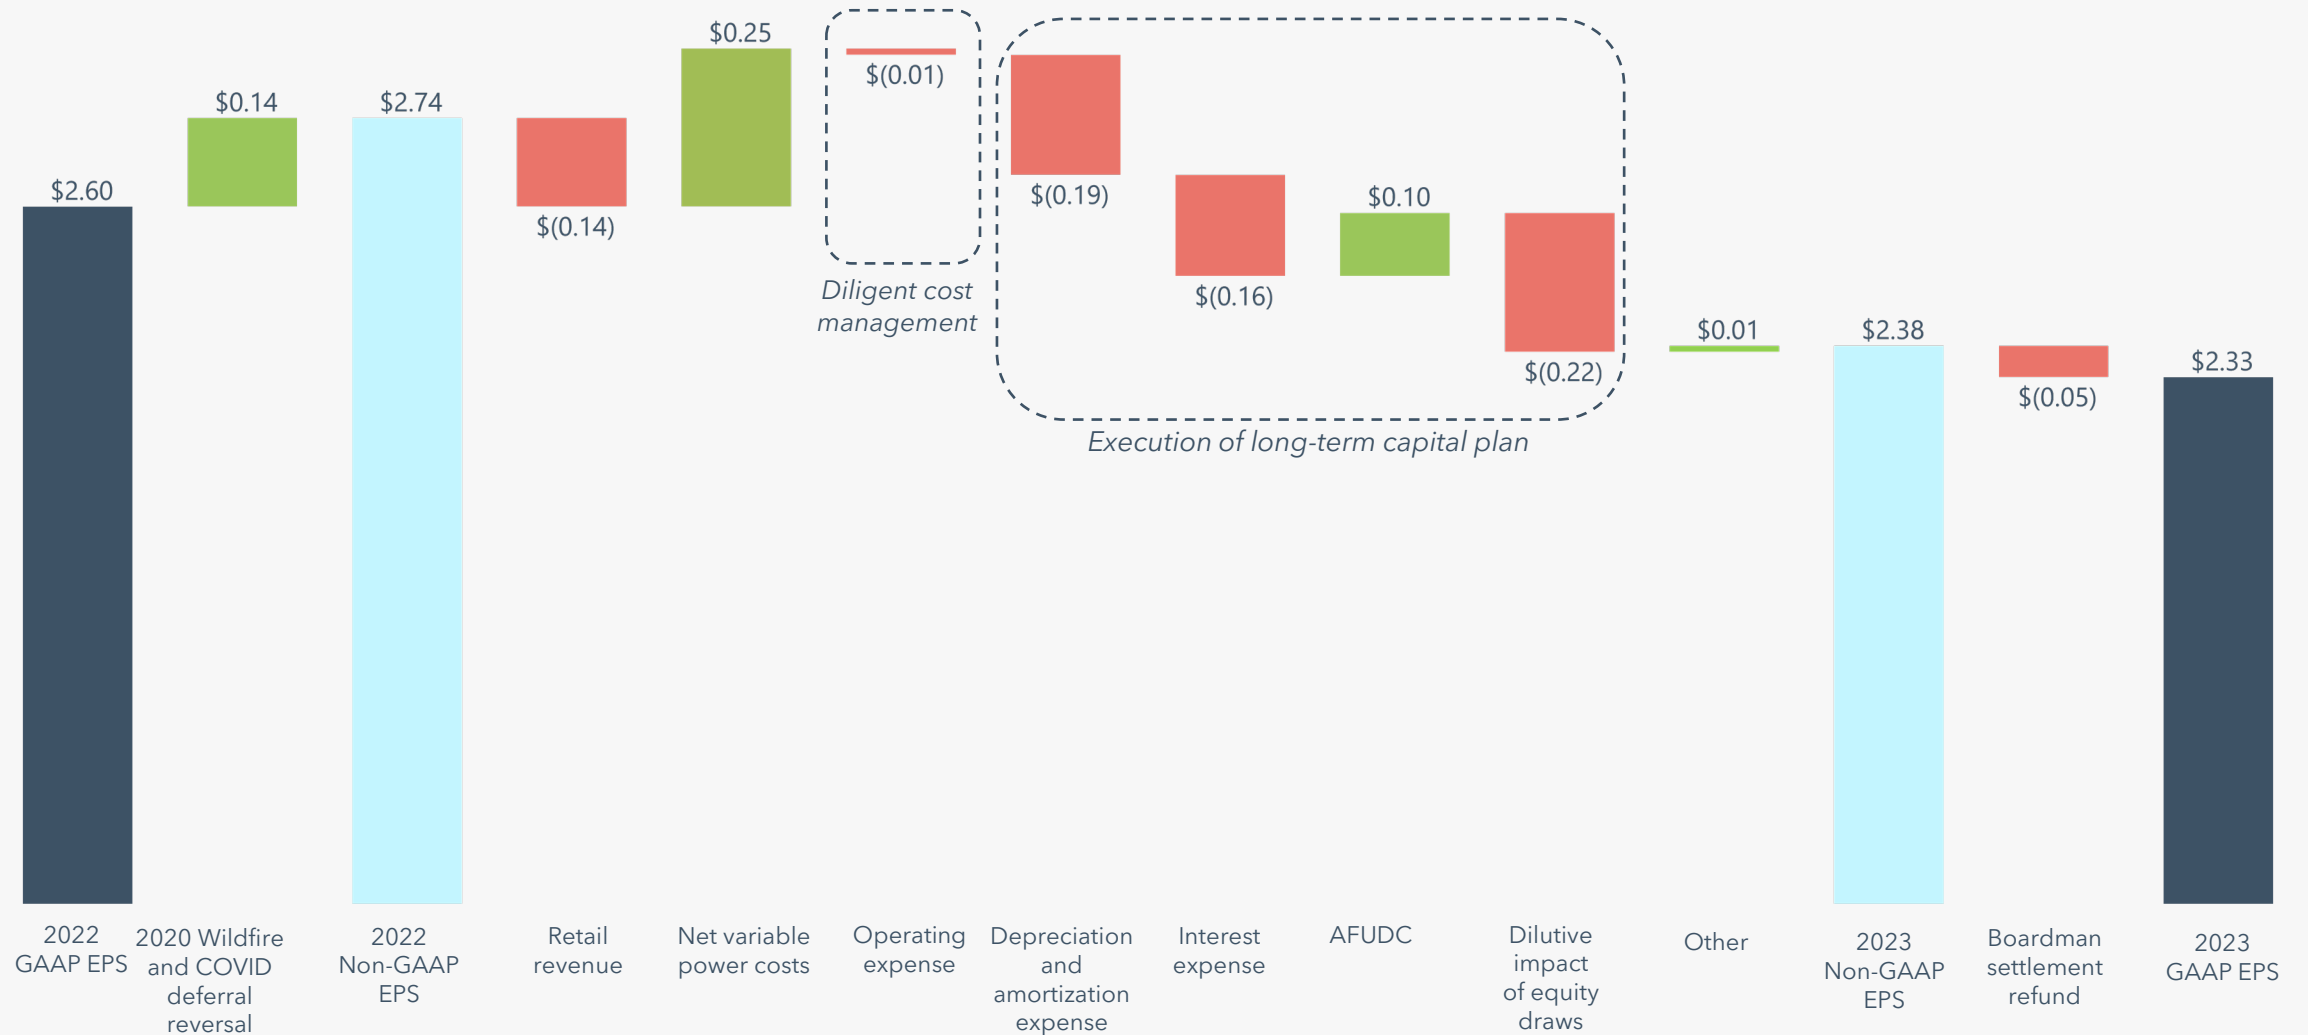 $2.60
$0.14
$2.74
$(0.14)
$0.25
$(0.01)
Diligent cost
management
$(0.19)
$(0.16)
$0.10
$(0.22)
Execution of long-term capital plan
$0.01
$2.38
$(0.05)
$2.33
2022
GAAP EPS
2020 Wildfire
and COVID
deferral
reversal
2022
Non-GAAP
EPS
Retail
revenue
Net variable
power costs
Operating
expense
Depreciation
and
amortization
expense
Interest
expense
AFUDC
Dilutive
impact
of equity
draws
Other
2023
Non-GAAP
EPS
Boardman
settlement
refund
2023
GAAP EPS